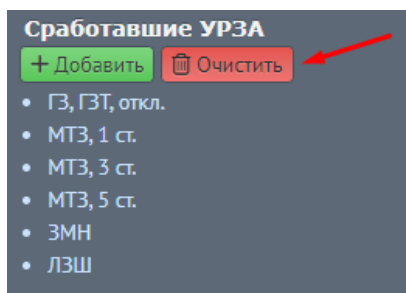 Сработавшие УРЗА
+ Добавить Очистить
• ГЗ, ГЗТ, откл.
• МТЗ, 1 ст.
• МТЗ, 3 ст.
• МТЗ, 5 ст.
• ЗМН
• ЛЗШ